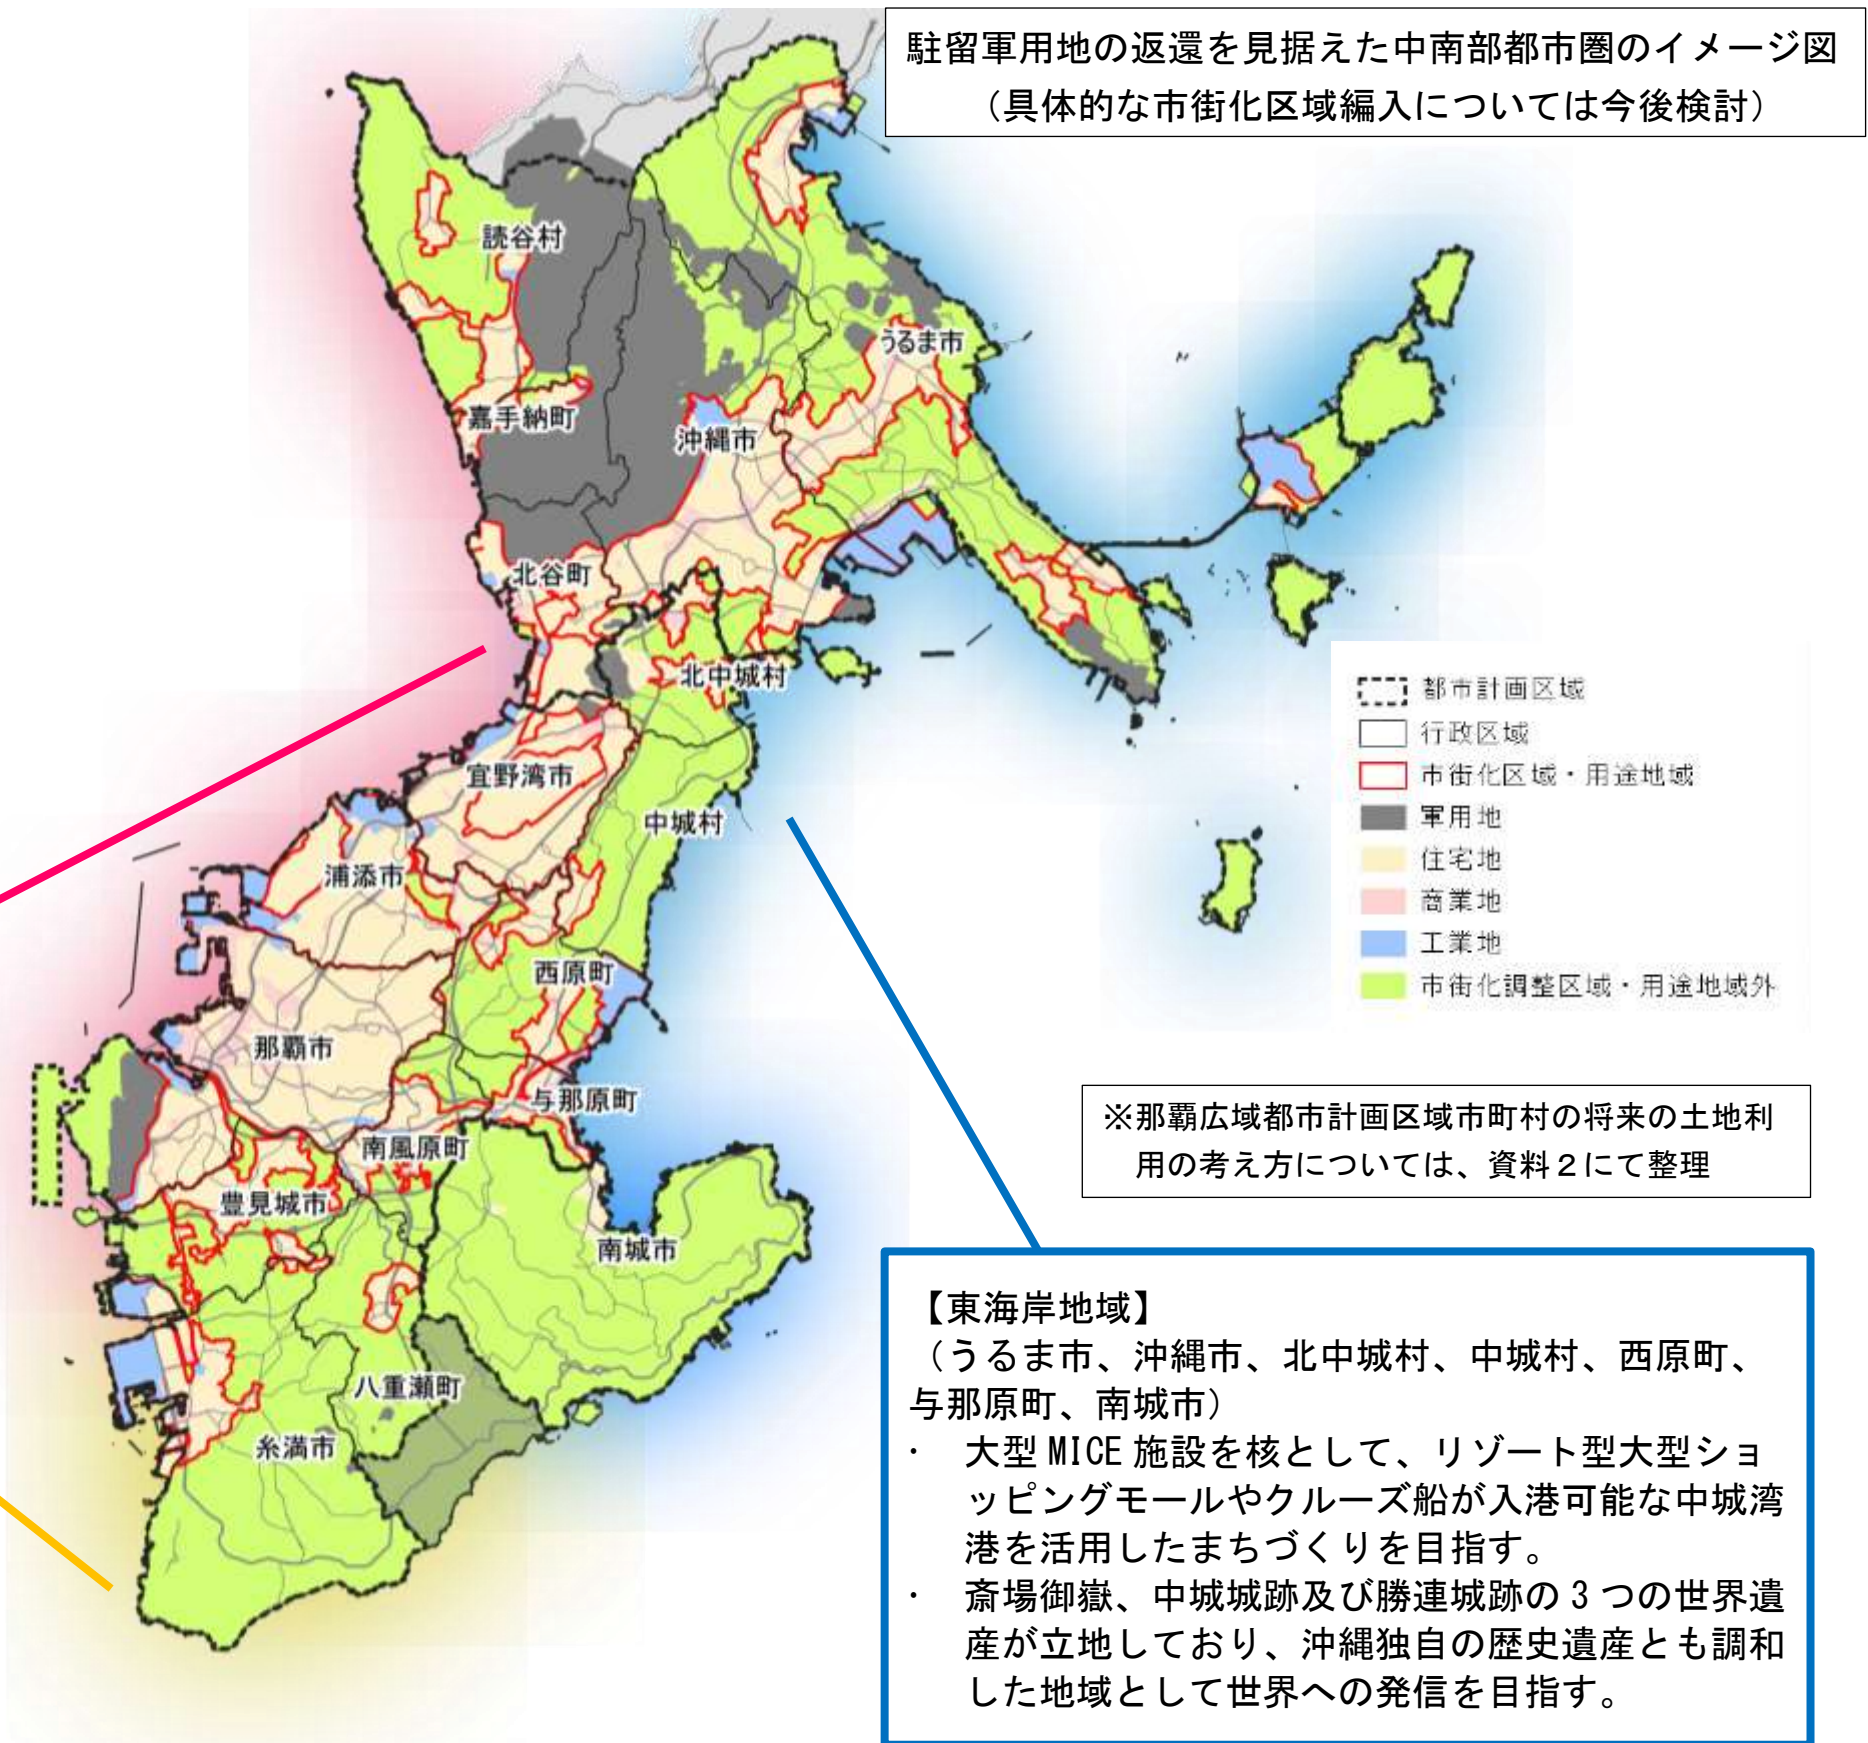 駐留軍用地の返還を見据えた中南部都市圏のイメージ図
（具体的な市街化区域編入については今後検討）
読谷村
うるま市
嘉手納町
沖縄市
北谷町
北中城村
宜野湾市
中城村
浦添市
西原町
那覇市
与那原町
南風原町
豊見城市
南城市
八重瀬町
糸満市
都市計画区域
行政区域
市街化区域・用途地域
軍用地
住宅地
商業地
工業地
市街化調整区域・用途地域外
※那覇広域都市計画区域市町村の将来の土地利
用の考え方については、資料２にて整理
【東海岸地域】
（うるま市、沖縄市、北中城村、中城村、西原町、
与那原町、南城市）
・ 大型 MICE 施設を核として、リゾート型大型ショ
ッピングモールやクルーズ船が入港可能な中城湾
港を活用したまちづくりを目指す。
・ 斎場御嶽、中城城跡及び勝連城跡の 3 つの世界遺
産が立地しており、沖縄独自の歴史遺産とも調和
した地域として世界への発信を目指す。